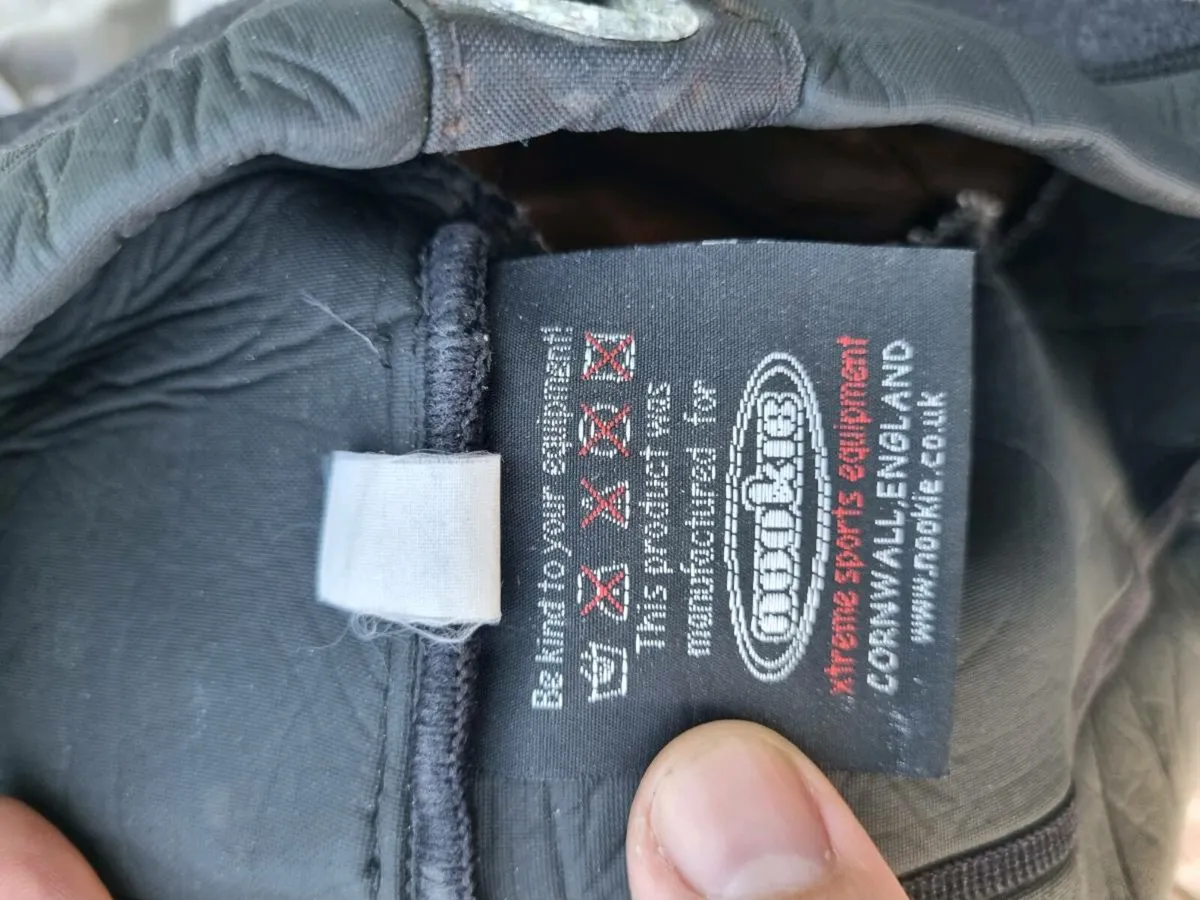 Be kind to your equipment!
This product was
manufactured for
nookie
xtreme sports equipment
CORNWALL, ENGLAND
www.nookie.co.uk